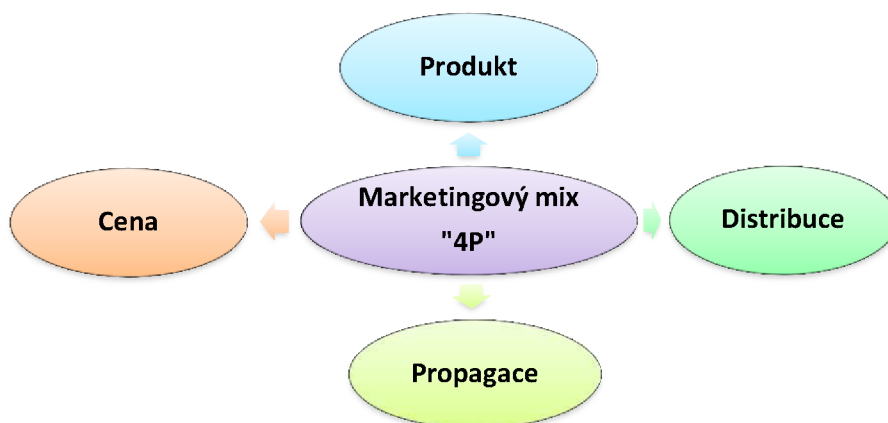 Produkt
Cena
Marketingový mix
"4P"
Distribuce
Propagace